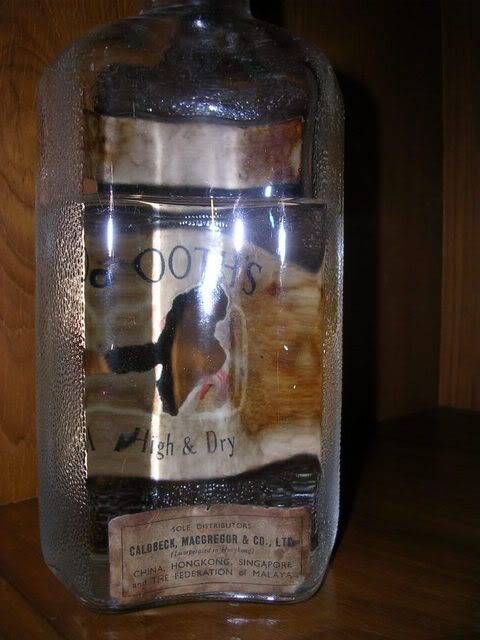 OOTH'S
High & Dry
SOLE DISTRIBUTORS
CALDBECK, MACGREGOR & CO., LTD.
(Incorporated in Hongkong)
CHINA, HONGKONG, SINGAPORE
and THE FEDERATION of MALAYA